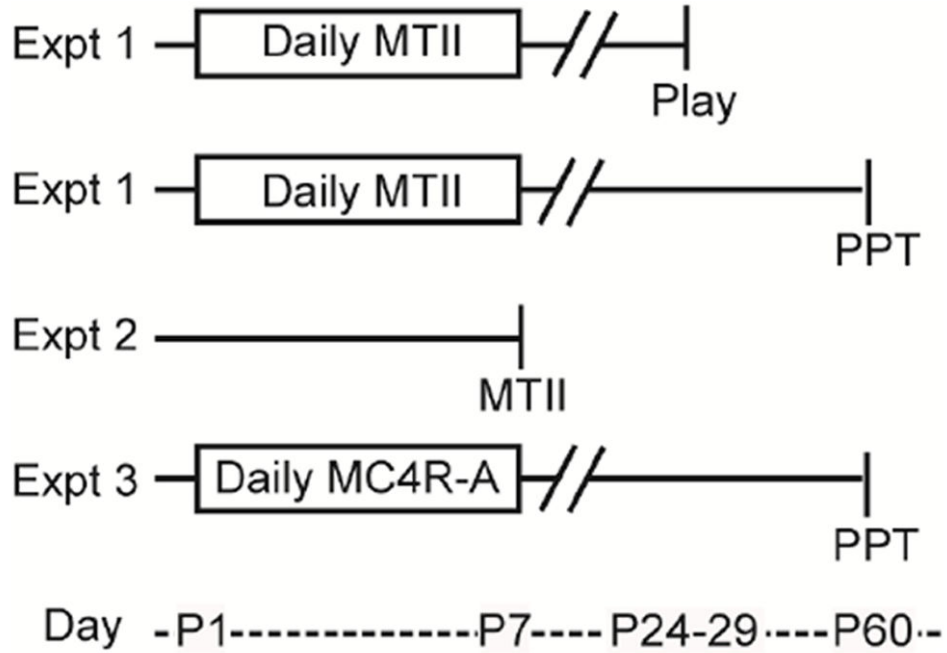 Expt 1 Daily MTII
Play
Expt 1 Daily MTII
PPT
Expt 2
MTII
Expt 3 Daily MC4R-A
PPT
Day P1 P7 P24-29 P60